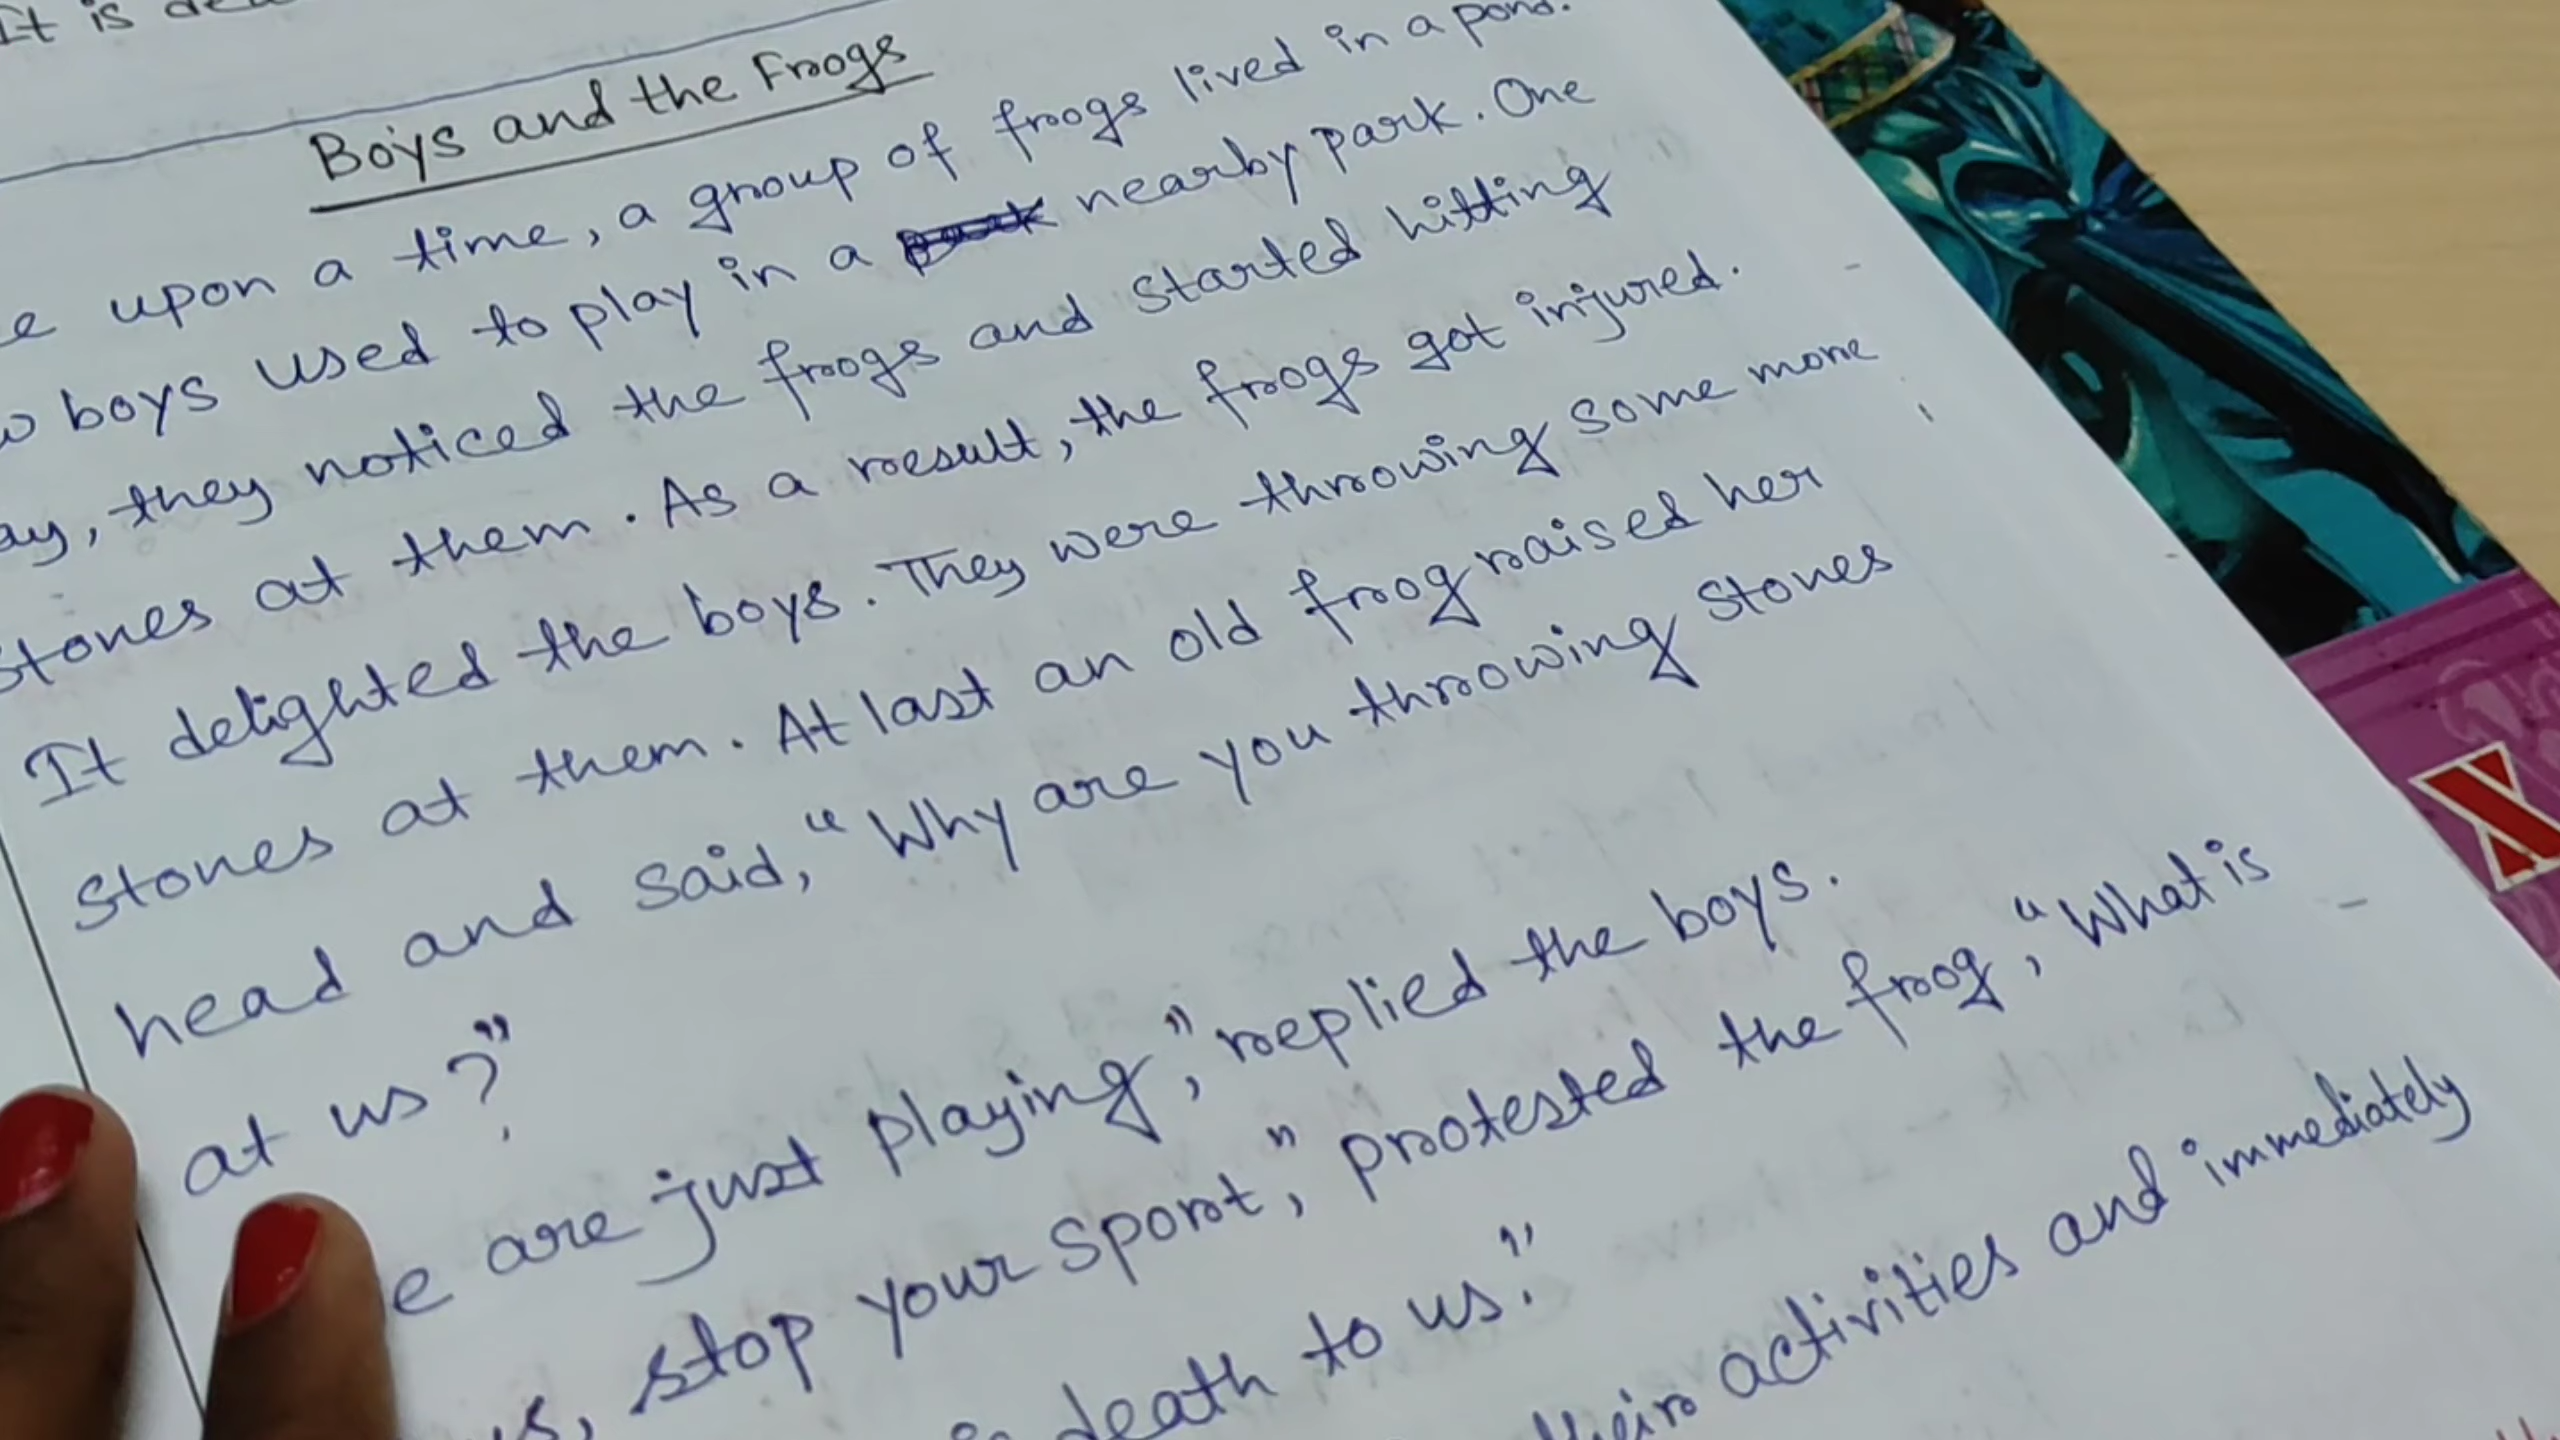 It is
Boys and the Frogs
upon a time, a group of frogs lived in a pond.
boys used to play in a nearby park. One
they noticed the frogs and started hitting
stones at them. As a result, the frogs got injured.
It delighted the boys. They were throwing some more
stones at them. At last an old frog raised her
head and said, "Why are you throwing stones
at us?"
are just playing," replied the boys.
stop your sport," protested the frog, "What is
death to us."
their activities and immediately
X